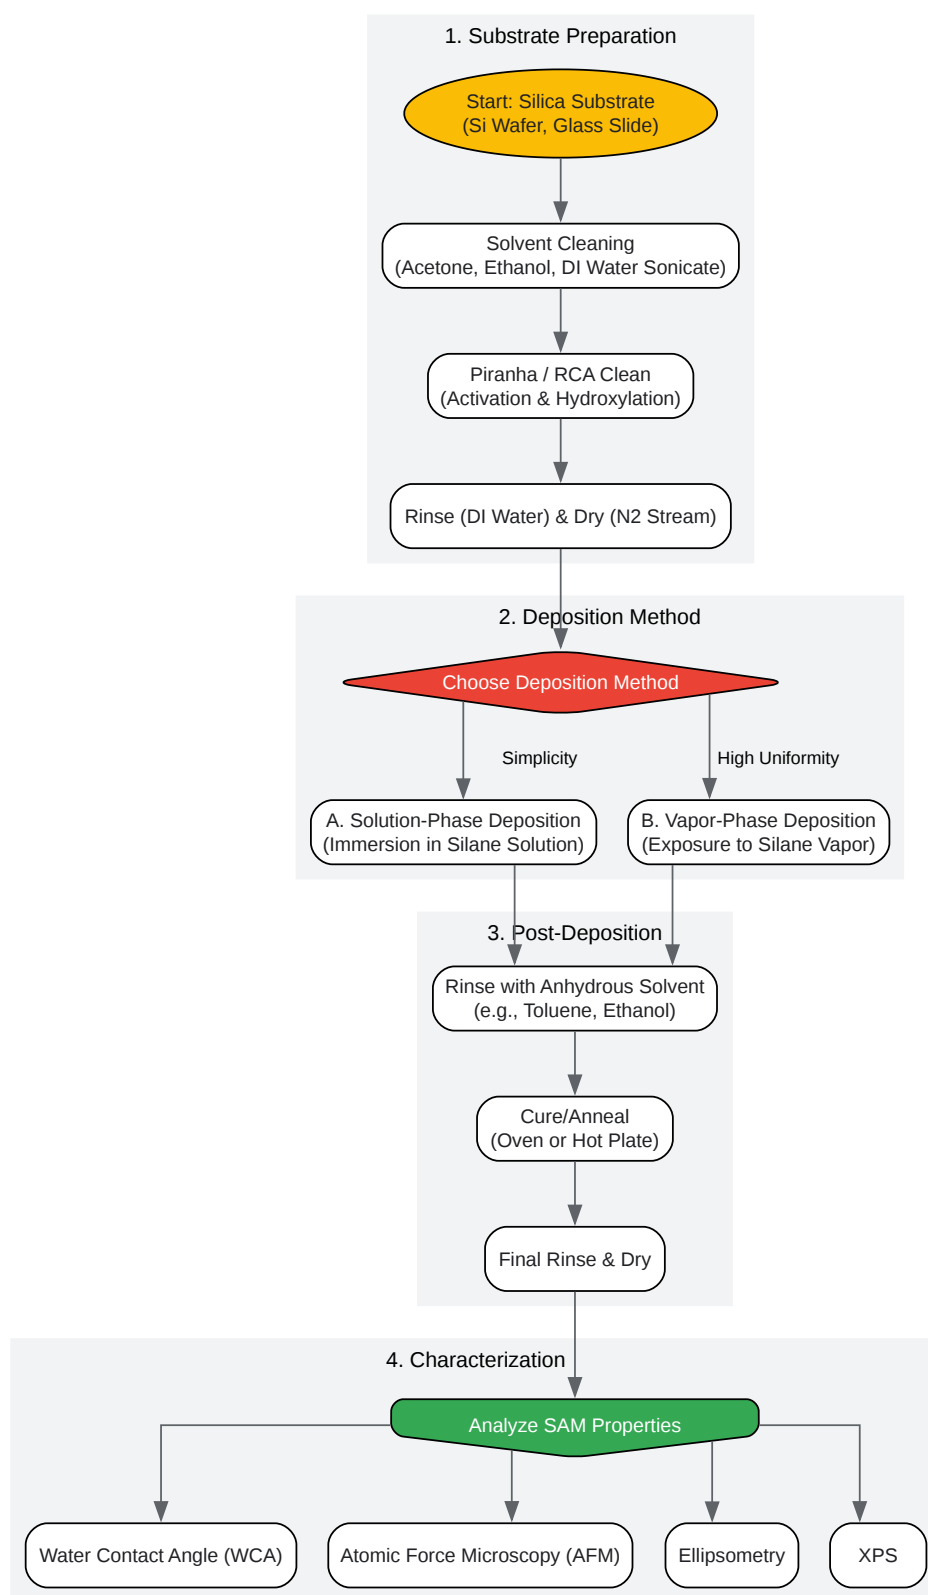 1. Substrate Preparation
Start: Silica Substrate
(Si Wafer, Glass Slide)
Solvent Cleaning
(Acetone, Ethanol, DI Water Sonicate)
Piranha / RCA Clean
(Activation & Hydroxylation)
Rinse (DI Water) & Dry (N2 Stream)
2. Deposition Method
Choose Deposition Method
Simplicity
High Uniformity
A. Solution-Phase Deposition
(Immersion in Silane Solution)
B. Vapor-Phase Deposition
(Exposure to Silane Vapor)
3. Post-Deposition
Rinse with Anhydrous Solvent
(e.g., Toluene, Ethanol)
Cure/Anneal
(Oven or Hot Plate)
Final Rinse & Dry
4. Characterization
Analyze SAM Properties
Water Contact Angle (WCA)
Atomic Force Microscopy (AFM)
Ellipsometry
XPS